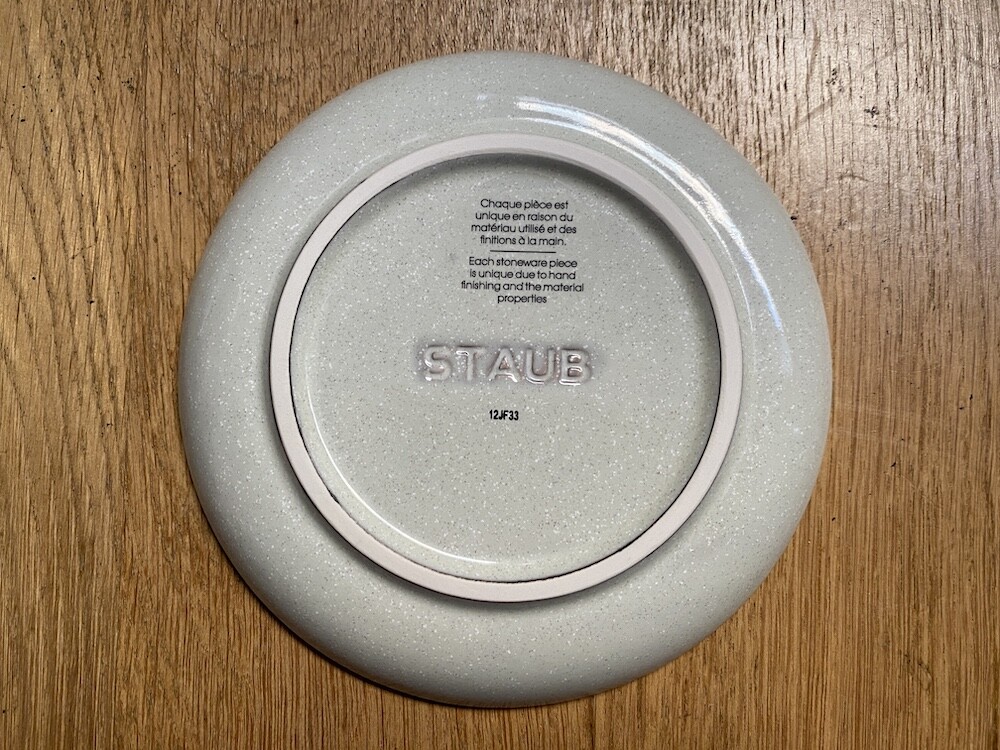 Chaque pièce est
unique en raison du
matériau utilisé et des
finitions à la main.
Each stoneware piece
is unique due to hand
finishing and the material
properties
STAUB
12JF33